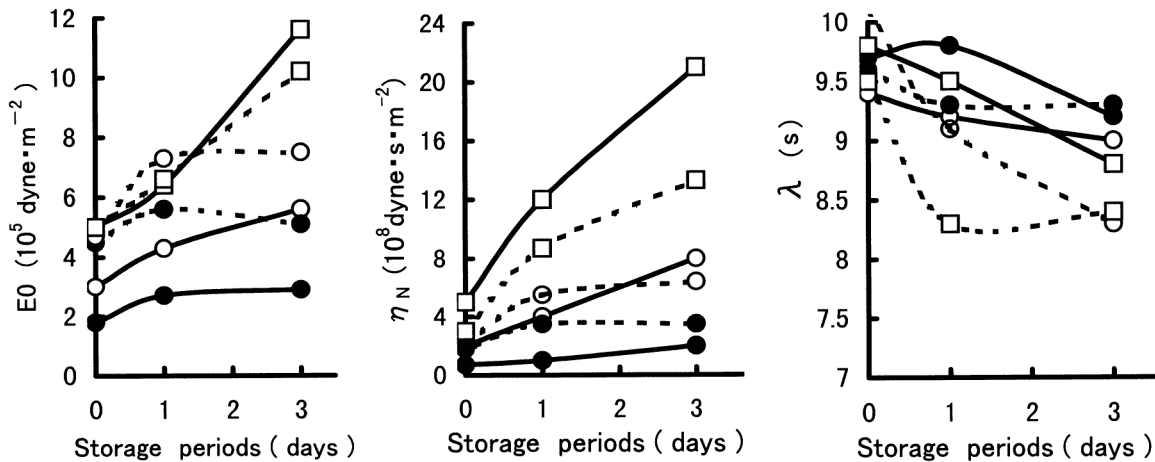 E0 (10⁵ dyne・m⁻²)
12
10
8
6
4
2
0
0 1 2 3
Storage periods ( days )
η N (10⁸ dyne・s・m⁻²)
24
20
16
12
8
4
0
0 1 2 3
Storage periods ( days )
λ (s)
10
9.5
9
8.5
8
7.5
7
0 1 2 3
Storage periods ( days )